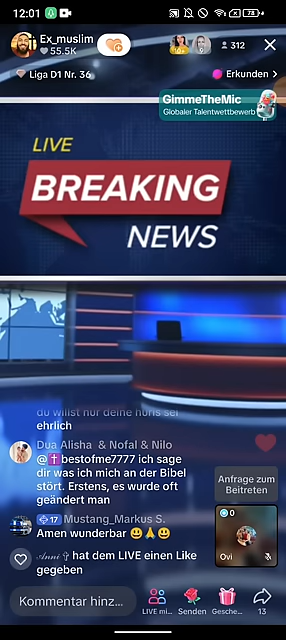 12:01
73
Ex_muslim
55.5K
312
Liga D1 Nr. 36
Erkunden >
GimmeTheMic
Globaler Talentwettbewerb
LIVE
BREAKING
NEWS
du willst nur deine huris sei
ehrlich
Dua Alisha & Nofal & Nilo
@✝️bestofme7777 ich sage
dir was ich mich an der Bibel
stört. Erstens, es wurde oft
geändert man
17 Mustang_Markus S.
Amen wunderbar 😃🙏😃
Anni ✞ hat dem LIVE einen Like
gegeben
Anfrage zum
Beitreten
0
Ovi
Kommentar hinz...
LIVE mi...
Senden
Gesche...
13